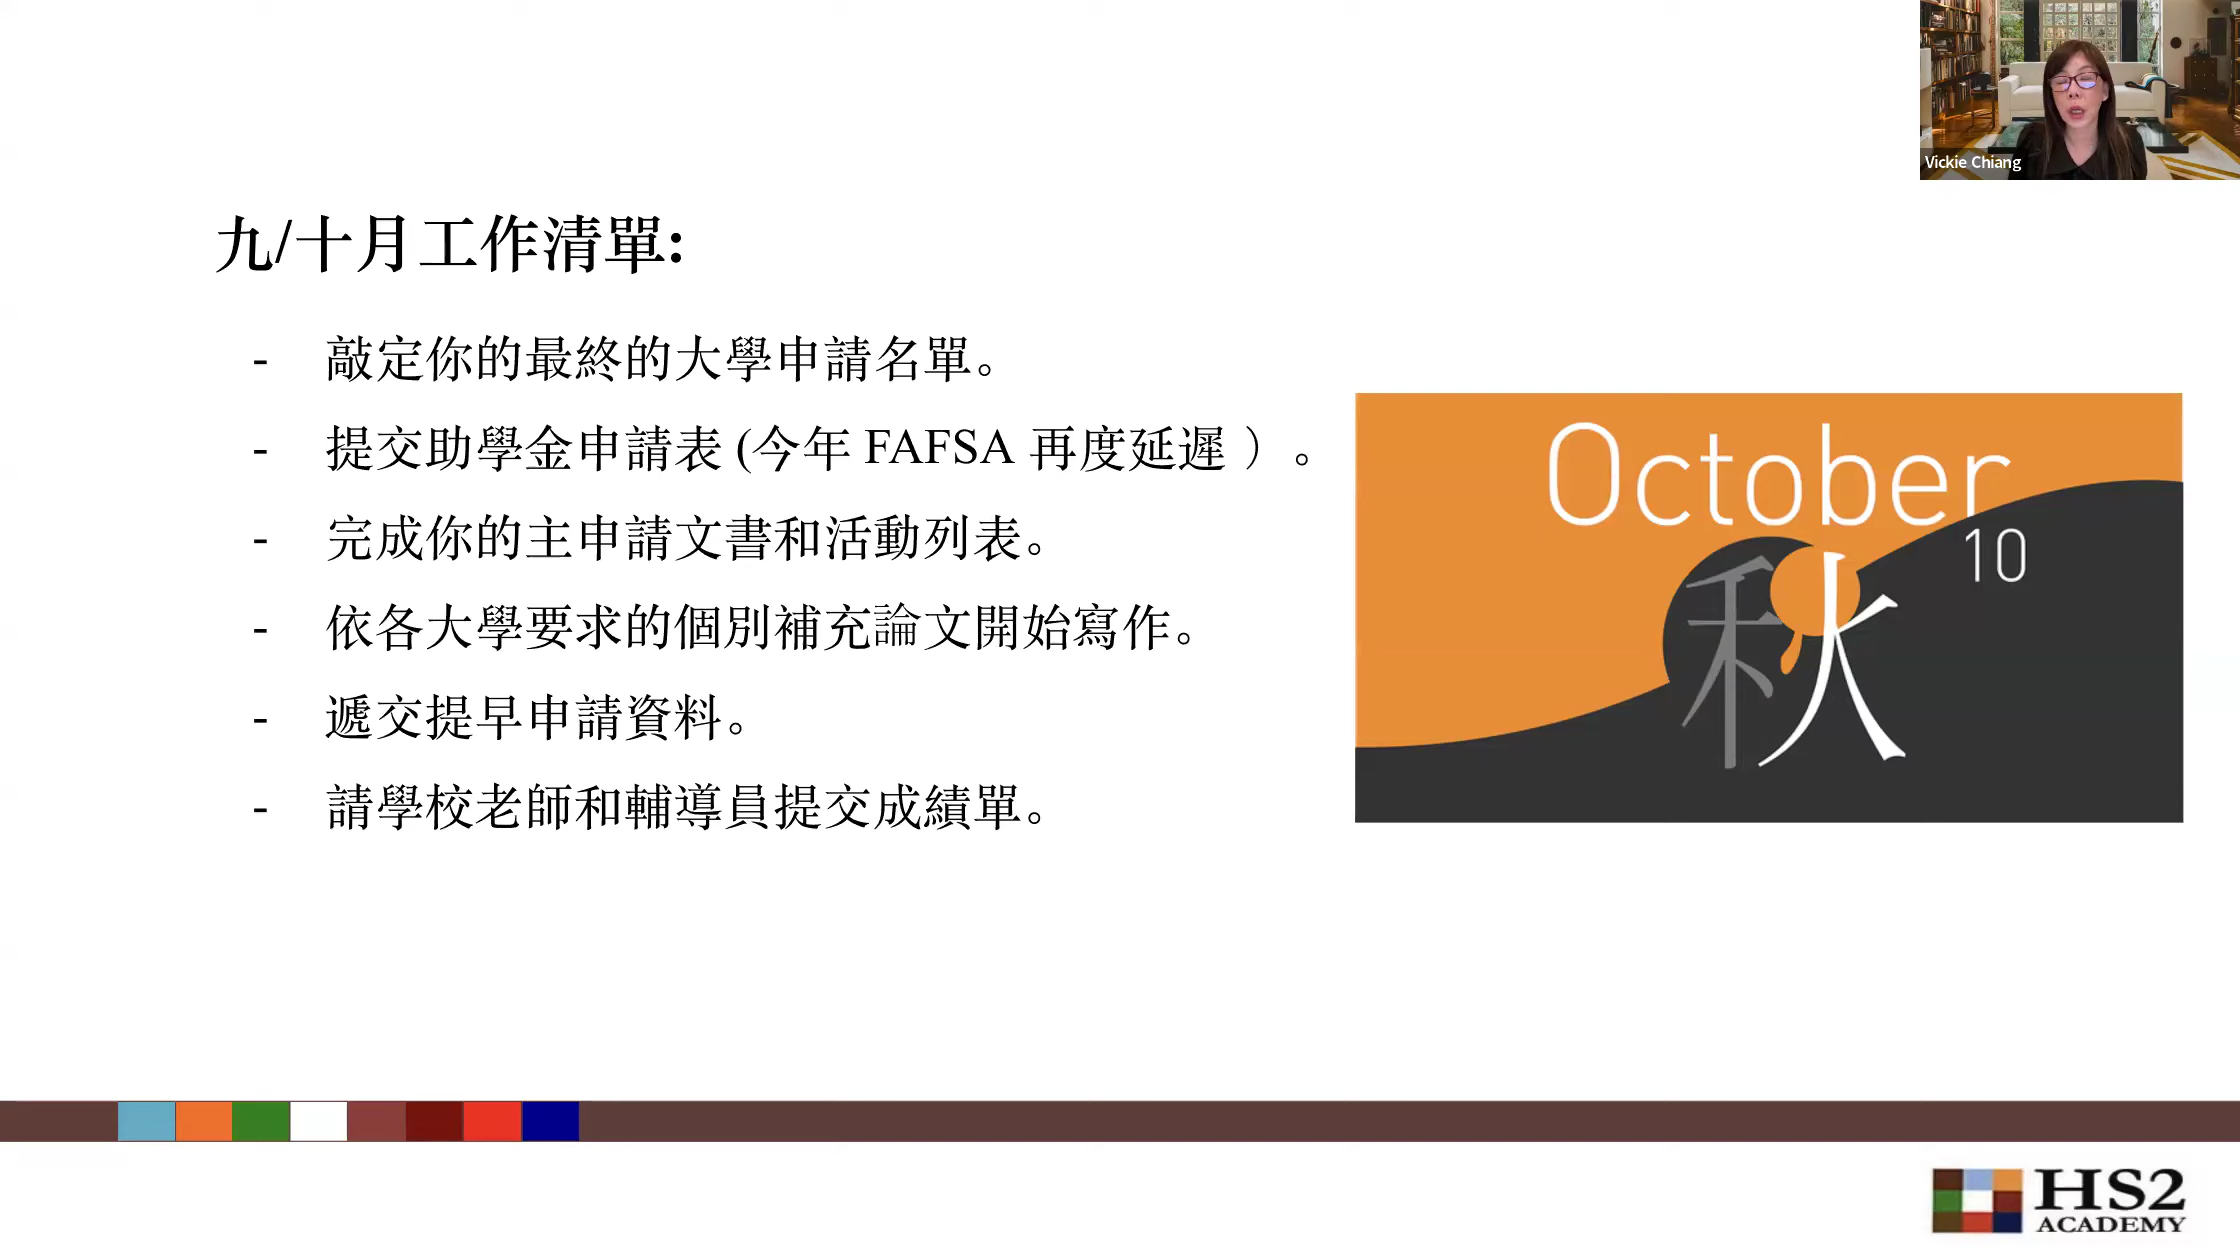 Vickie Chiang
九/十月工作清單:
- 敲定你的最終的大學申請名單。
- 提交助學金申請表 (今年 FAFSA 再度延遲 ）。
- 完成你的主申請文書和活動列表。
- 依各大學要求的個別補充論文開始寫作。
- 遞交提早申請資料。
- 請學校老師和輔導員提交成績單。
October
10
秋
HS2
ACADEMY